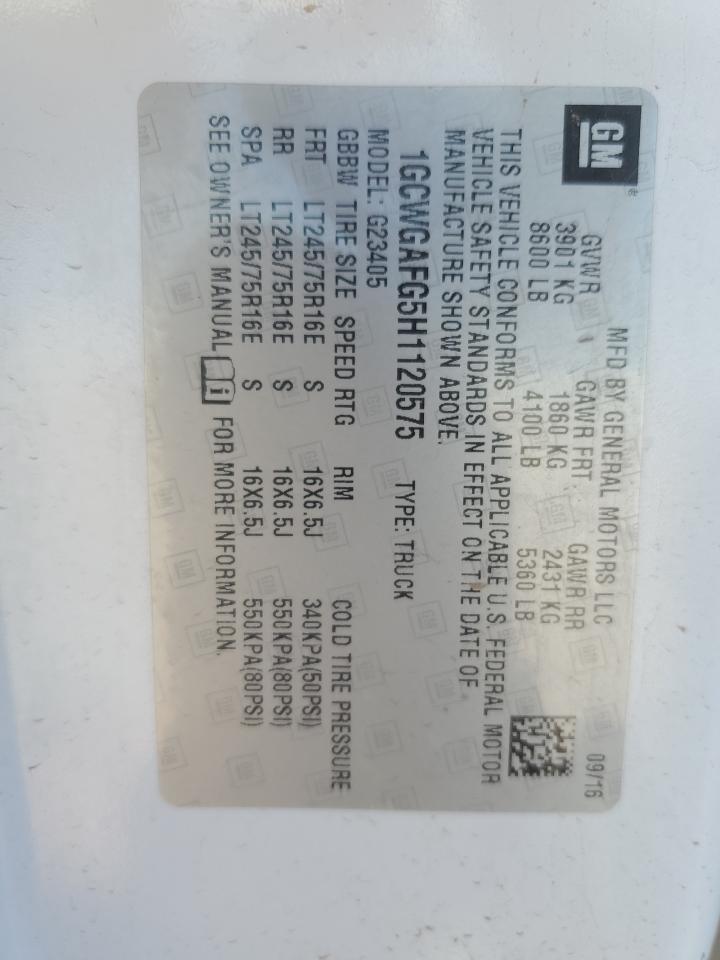 GM
MFD BY GENERAL MOTORS LLC 09/16
GVWR GAWR FRT GAWR RR
3901 KG 1860 KG 2431 KG
8600 LB 4100 LB 5360 LB
THIS VEHICLE CONFORMS TO ALL APPLICABLE U.S. FEDERAL MOTOR
VEHICLE SAFETY STANDARDS IN EFFECT ON THE DATE OF
MANUFACTURE SHOWN ABOVE.
1GCWGAFG5H1120575 TYPE: TRUCK
MODEL: G23405
GBBW TIRE SIZE SPEED RTG RIM COLD TIRE PRESSURE
FRT LT245/75R16E S 16X6.5J 340KPA(50PSI)
RR LT245/75R16E S 16X6.5J 550KPA(80PSI)
SPA LT245/75R16E S 16X6.5J 550KPA(80PSI)
SEE OWNER'S MANUAL FOR MORE INFORMATION.